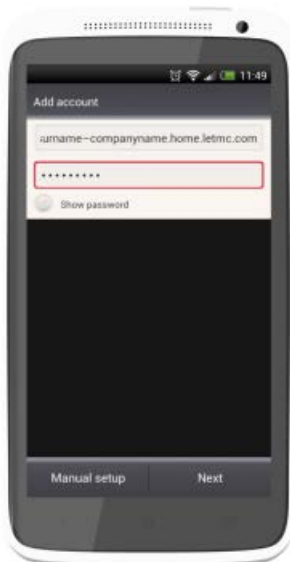 11:49
Add account
urname~companyname.home.letmc.com
•••••••••
Show password
Manual setup
Next